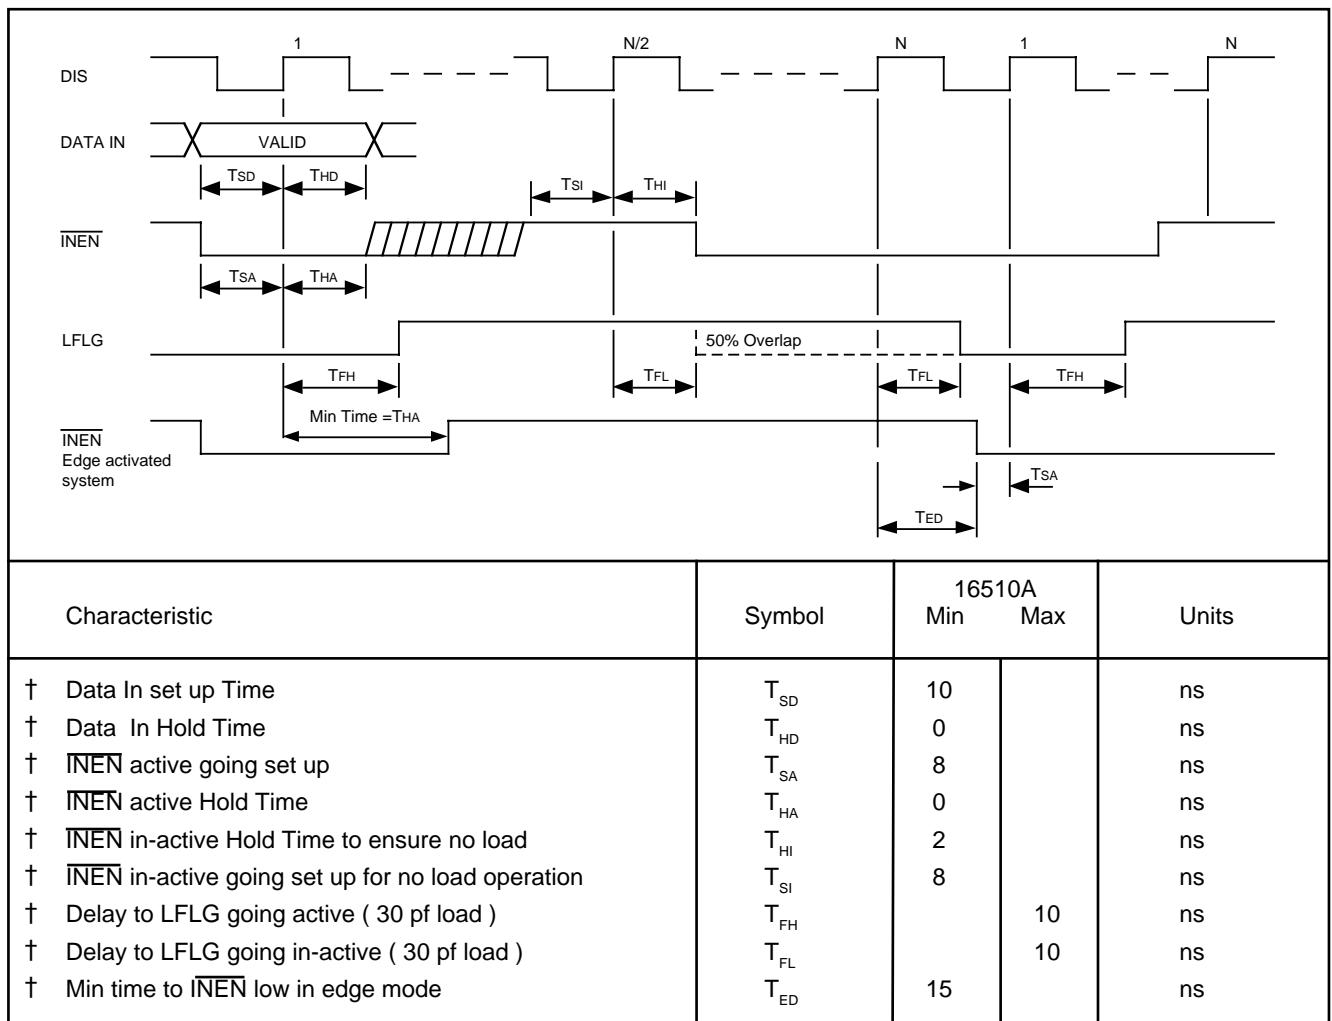 1 N/2 N 1 N
DIS
DATA IN VALID
TSD THD TSI THI
INEN
TSA THA
LFLG 50% Overlap
TFH TFL TFL TFH
Min Time =THA
INEN
Edge activated
system
TSA
TED
16510A
Characteristic Symbol Min Max Units
† Data In set up Time TSD 10 ns
† Data In Hold Time THD 0 ns
† INEN active going set up TSA 8 ns
† INEN active Hold Time THA 0 ns
† INEN in-active Hold Time to ensure no load THI 2 ns
† INEN in-active going set up for no load operation TSI 8 ns
† Delay to LFLG going active ( 30 pf load ) TFH 10 ns
† Delay to LFLG going in-active ( 30 pf load ) TFL 10 ns
† Min time to INEN low in edge mode TED 15 ns